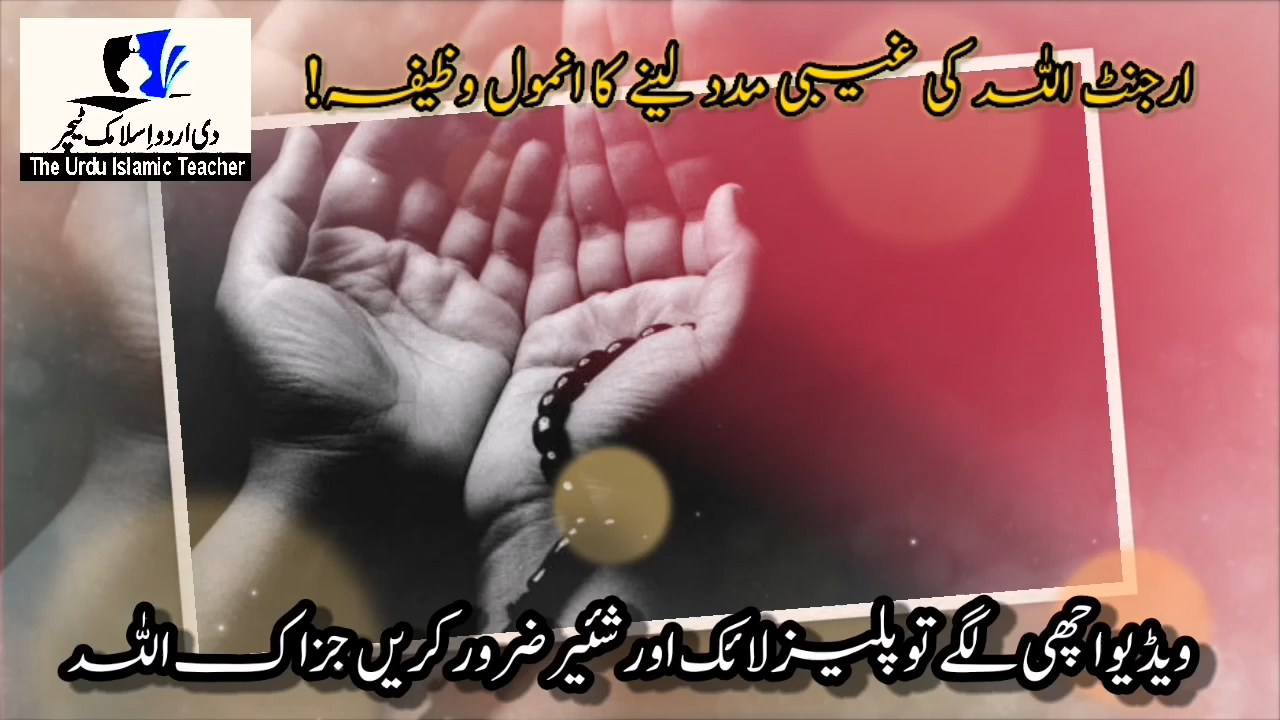 ارجنٹ اللہ کی غیبی مدد لینے کا انمول وظیفہ!
دی اردو اسلامک ٹیچر
The Urdu Islamic Teacher
ویڈیو اچھی لگے تو پلیز لائک اور شئیر ضرور کریں جزاک اللہ